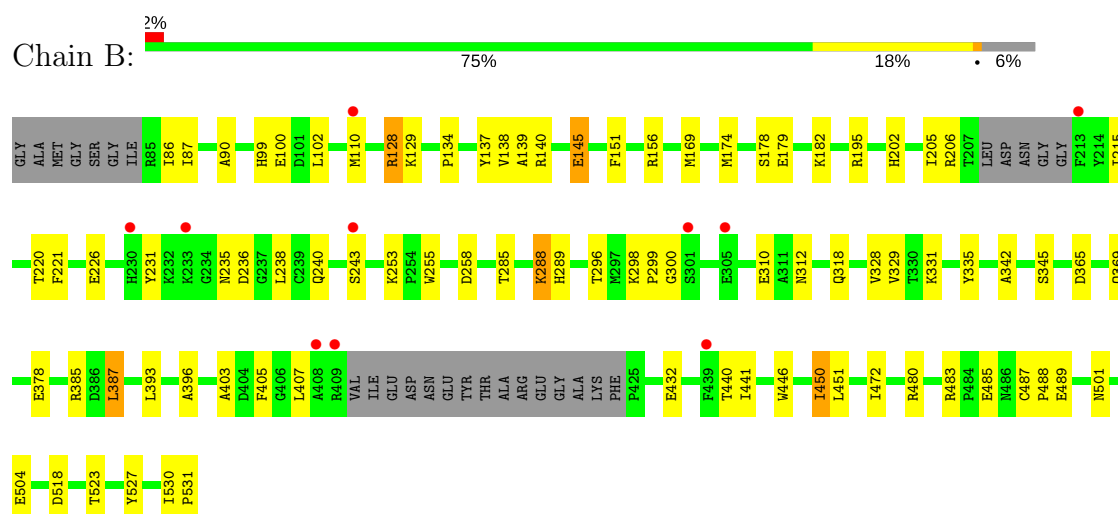 2%
Chain B:
75% 18% • 6%
GLY ALA MET GLY SER GLY ILE R85 I86 I87 A90 H99 E100 D101 L102 M110 R128 K129 P134 Y137 V138 A139 R140 E145 F151 R156 M169 M174 S178 E179 K182 R195 H202 I205 R206 T207 LEU ASP ASN GLY GLY F213 Y214 I215
T220 F221 E226 H230 Y231 K232 K233 G234 N235 D236 G237 L238 C239 Q240 S243 K253 P254 W255 D258 T285 K288 H289 T296 M297 K298 P299 G300 S301 E305 E310 A311 N312 Q318 V328 V329 T330 K331 Y335 A342 S345 D365 Q369
E378 R385 D386 L387 L393 A396 A403 D404 F405 G406 L407 A408 R409 VAL ILE GLU ASP ASN GLU TYR THR ALA ARG GLU GLY ALA LYS PHE P425 E432 F439 T440 I441 W446 I450 L451 I472 R480 R483 P484 E485 N486 C487 P488 E489 N501
E504 D518 T523 Y527 I530 P531